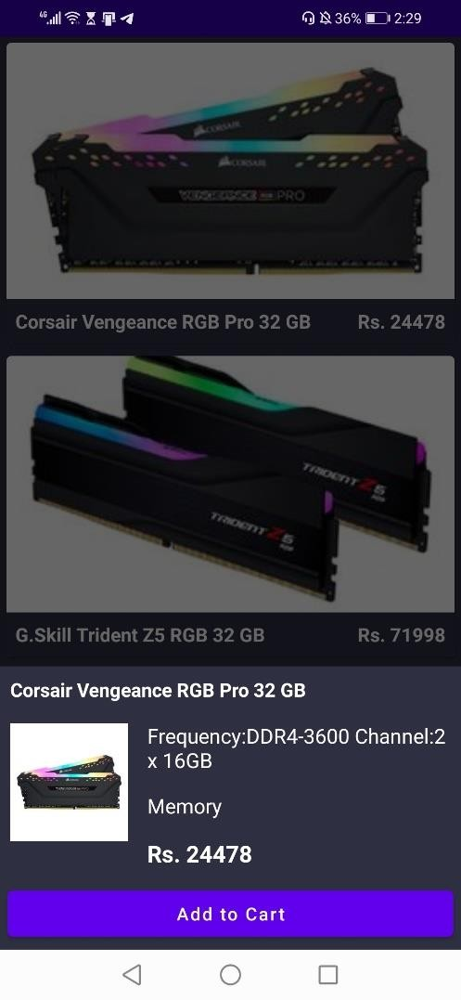 4G 36% 2:29
CORSAIR
CORSAIR
VENGEANCE RGB PRO
Corsair Vengeance RGB Pro 32 GB Rs. 24478
TRIDENT Z5
TRIDENT Z5
G.Skill Trident Z5 RGB 32 GB Rs. 71998
Corsair Vengeance RGB Pro 32 GB
Frequency:DDR4-3600 Channel:2
x 16GB
Memory
Rs. 24478
Add to Cart